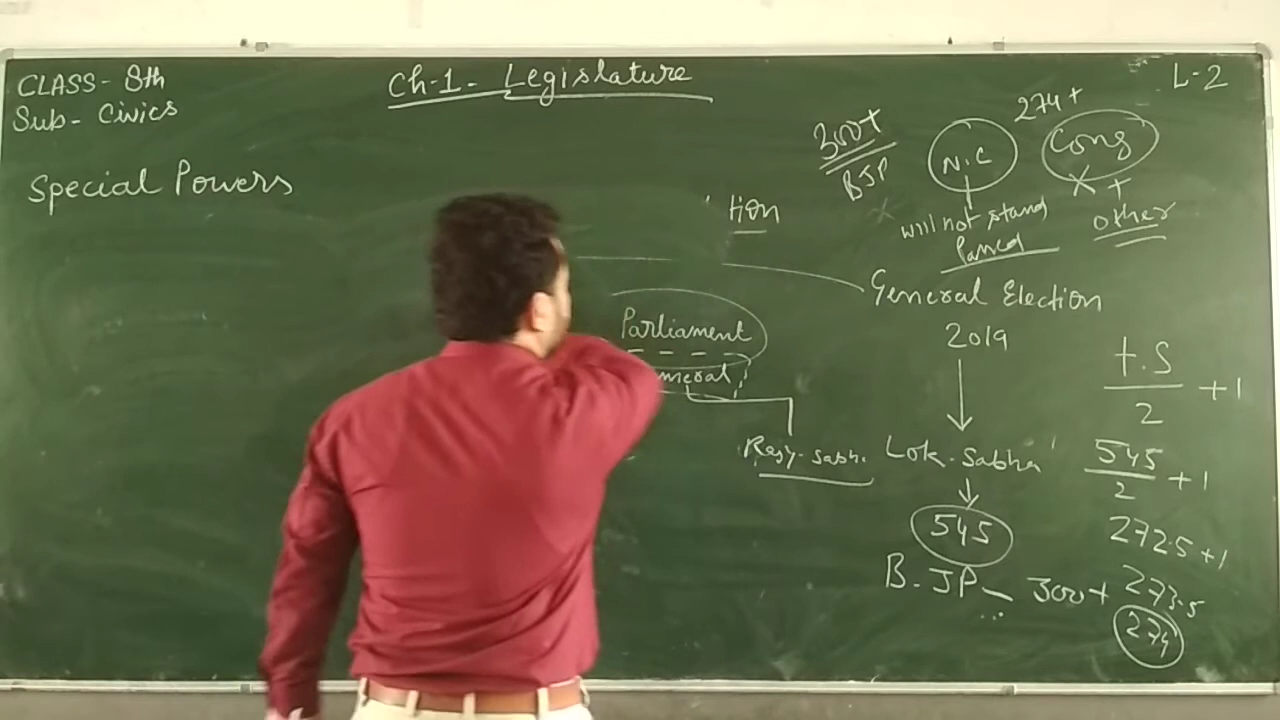 CLASS- 8th
Sub- Civics
Ch-1- Legislature
L-2
Special Powers
tion
300+
BJP
N.C
will not stand
Passed
274+
Cong
X +
other
General Election
2019
Parliament
meral
Lok-Sabha
545
B.JP - 300+
t.s
2
+1
545
2
+1
272.5+1
273.5
274